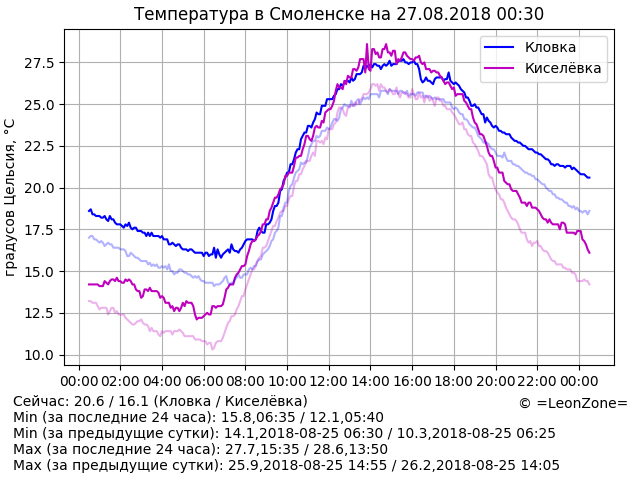 Температура в Смоленске на 27.08.2018 00:30
Кловка
Киселёвка
градусов Цельсия, °C
27.5
25.0
22.5
20.0
17.5
15.0
12.5
10.0
00:00 02:00 04:00 06:00 08:00 10:00 12:00 14:00 16:00 18:00 20:00 22:00 00:00
Сейчас: 20.6 / 16.1 (Кловка / Киселёвка)
© =LeonZone=
Min (за последние 24 часа): 15.8,06:35 / 12.1,05:40
Min (за предыдущие сутки): 14.1,2018-08-25 06:30 / 10.3,2018-08-25 06:25
Max (за последние 24 часа): 27.7,15:35 / 28.6,13:50
Max (за предыдущие сутки): 25.9,2018-08-25 14:55 / 26.2,2018-08-25 14:05